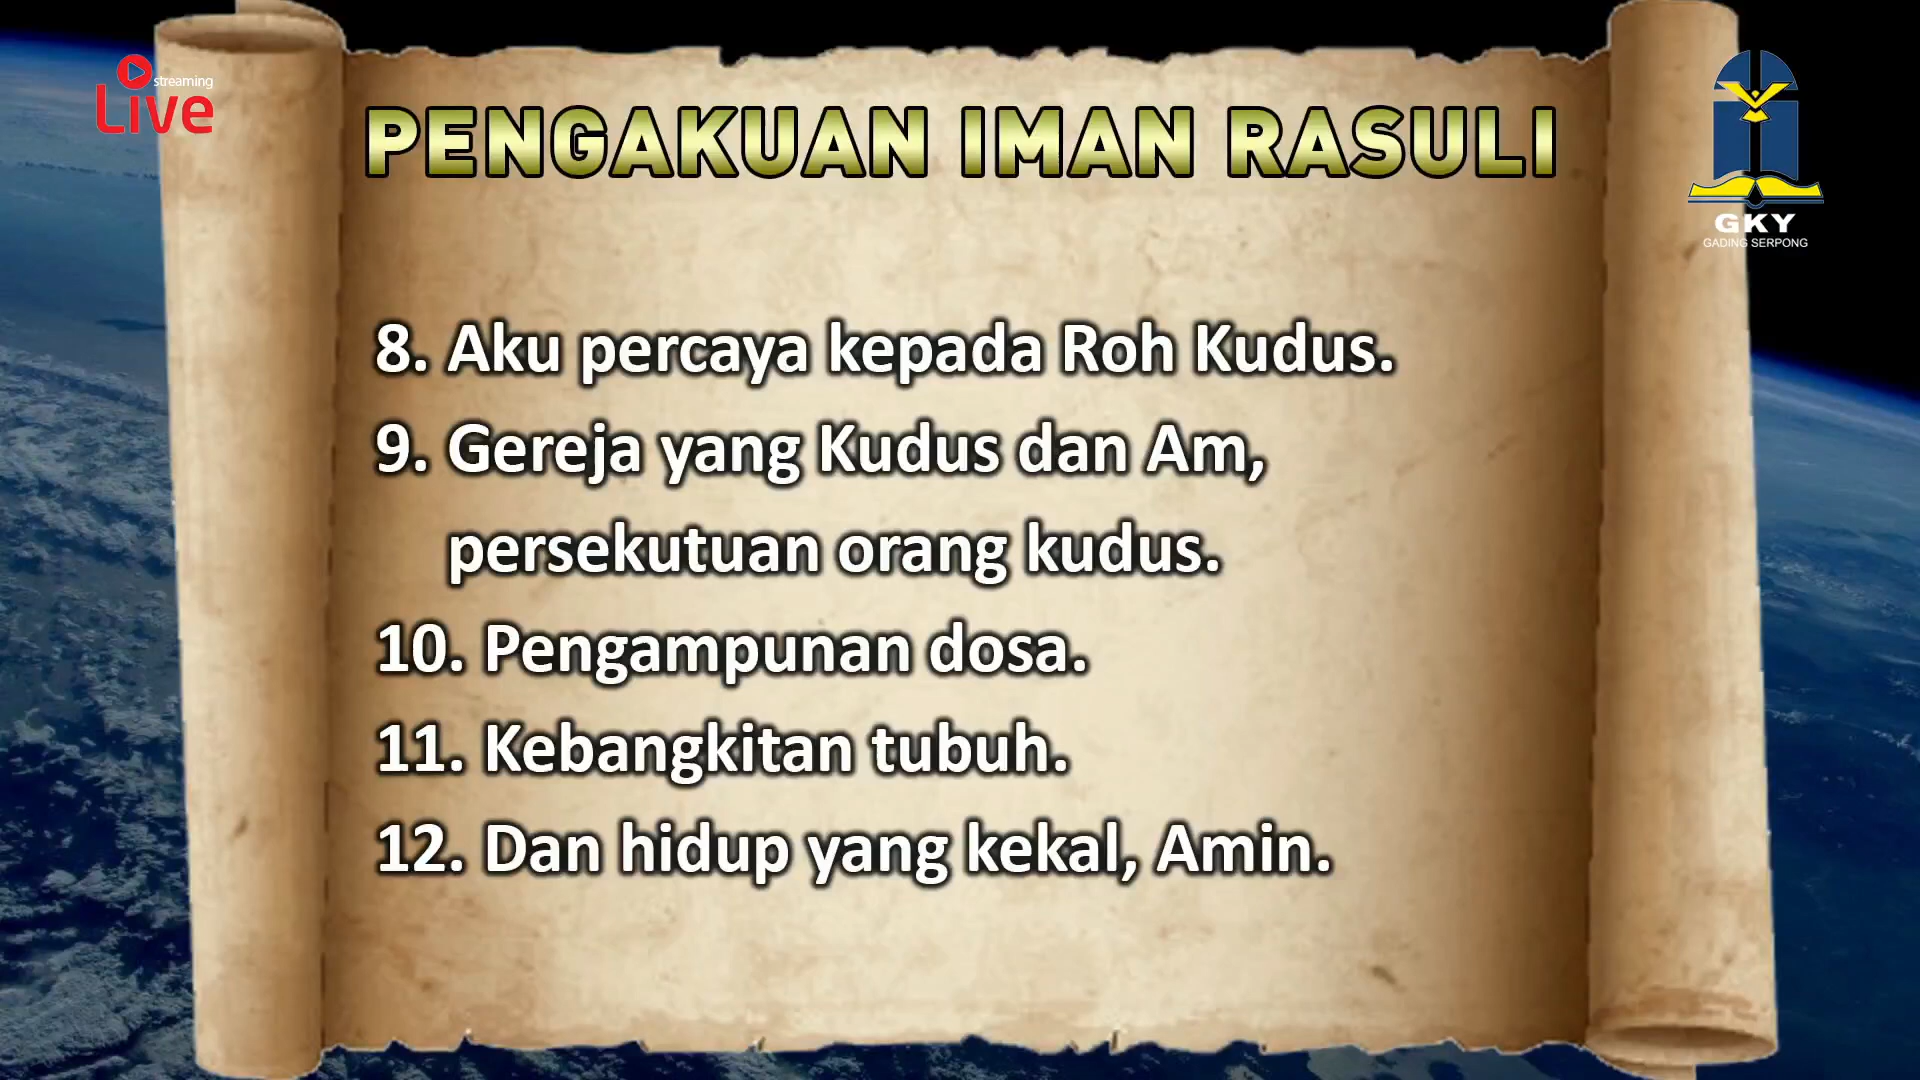 streaming
Live
PENGAKUAN IMAN RASULI
GKY
GADING SERPONG
8. Aku percaya kepada Roh Kudus.
9. Gereja yang Kudus dan Am,
persekutuan orang kudus.
10. Pengampunan dosa.
11. Kebangkitan tubuh.
12. Dan hidup yang kekal, Amin.